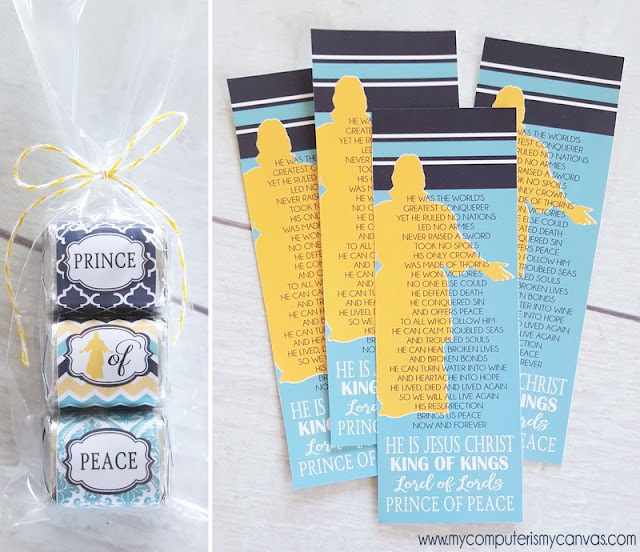 PRINCE
of
PEACE
HE WAS THE WORLD'S
GREATEST CONQUEROR
YET HE RULED NO NATIONS
LED NO ARMIES
NEVER RAISED A SWORD
TOOK NO SPOILS
HIS ONLY CROWN
WAS MADE OF THORNS
HE WON VICTORIES
NO ONE ELSE COULD
HE DEFEATED DEATH
HE CONQUERED SIN
AND OFFERS PEACE
TO ALL WHO FOLLOW HIM
HE CAN CALM TROUBLED SEAS
AND TROUBLED SOULS
HE CAN HEAL BROKEN LIVES
AND BROKEN BONDS
HE CAN TURN WATER INTO WINE
AND HEARTACHE INTO HOPE
HE LIVED, DIED AND LIVED AGAIN
SO WE WILL ALL LIVE AGAIN
HIS RESURRECTION
BRINGS US PEACE
NOW AND FOREVER
HE IS JESUS CHRIST
KING OF KINGS
Lord of Lords
PRINCE OF PEACE
www.mycomputerismycanvas.com